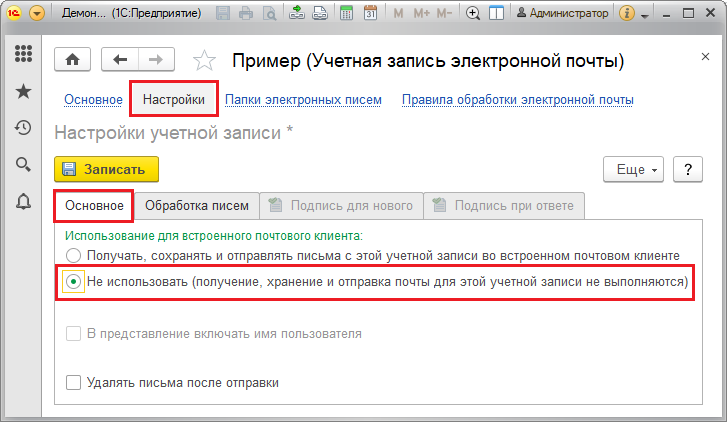 1С Демон... (1С:Предприятие) M M+ M- Администратор
Пример (Учетная запись электронной почты)
Основное Настройки Папки электронных писем Правила обработки электронной почты
Настройки учетной записи *
Записать Еще ?
Основное Обработка писем Подпись для нового Подпись при ответе
Использование для встроенного почтового клиента:
Получать, сохранять и отправлять письма с этой учетной записи во встроенном почтовом клиенте
Не использовать (получение, хранение и отправка почты для этой учетной записи не выполняются)
В представление включать имя пользователя
Удалять письма после отправки